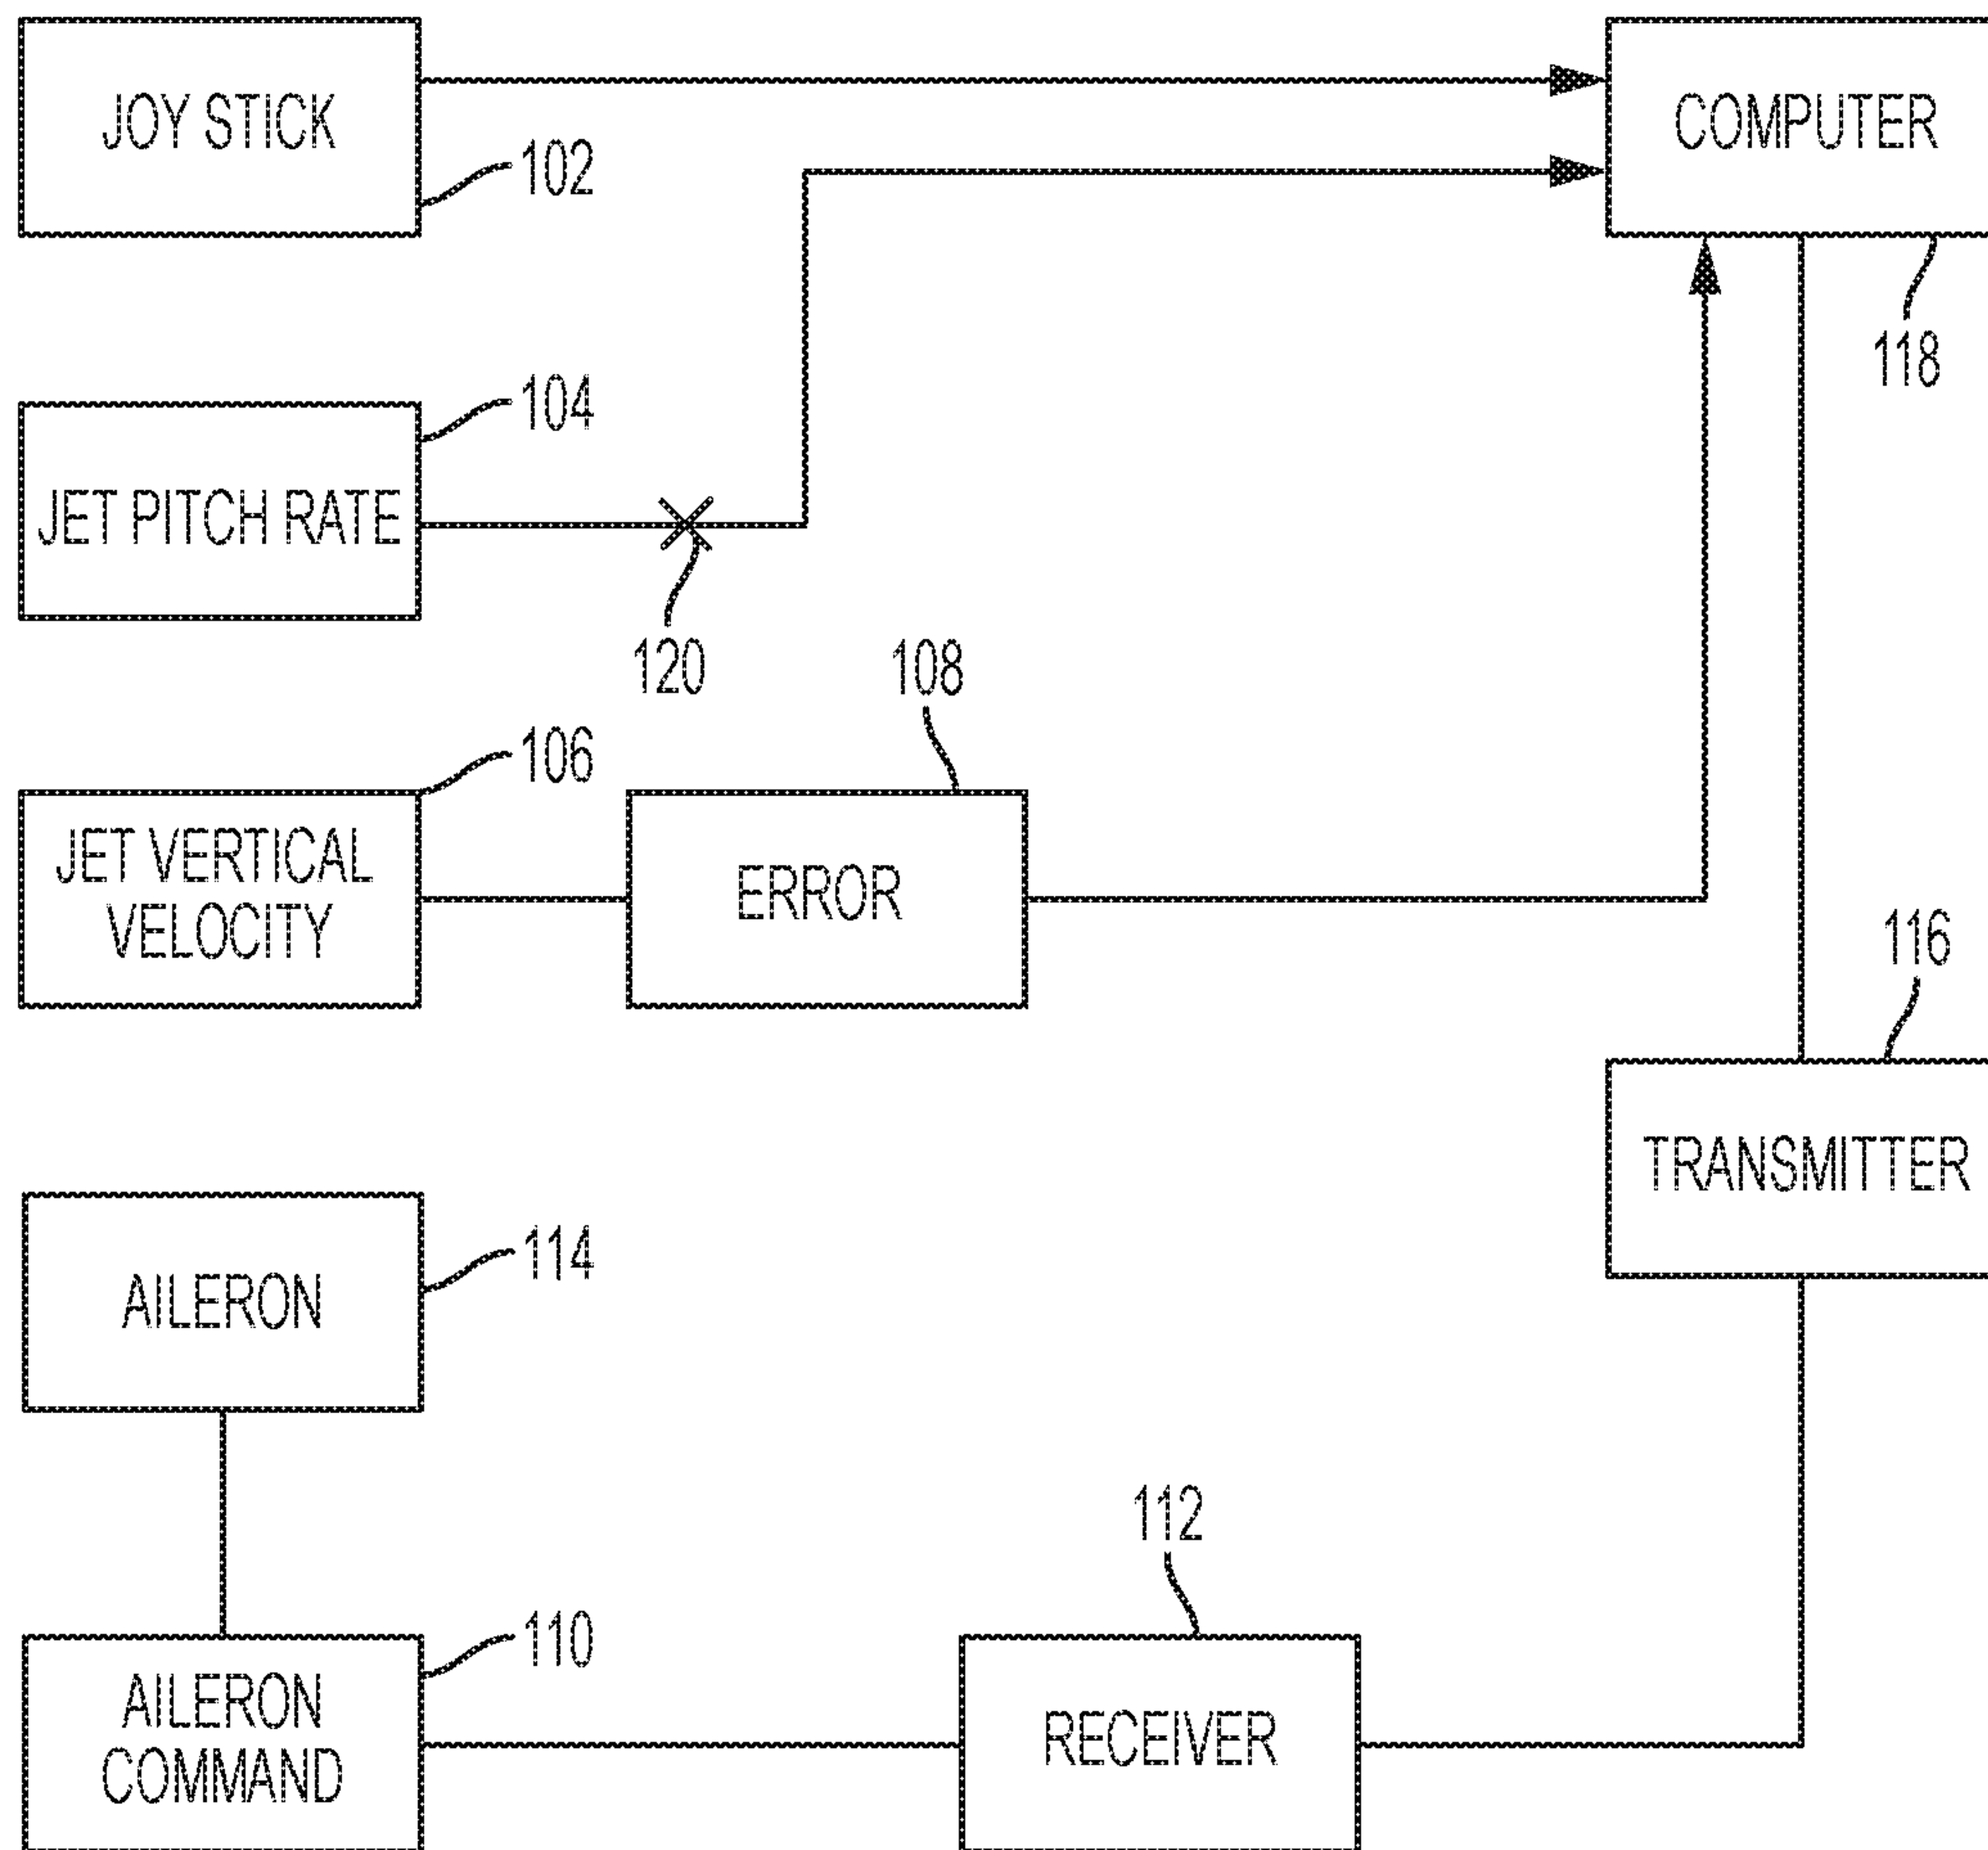 JOY STICK
102
COMPUTER
118
104
JET PITCH RATE
120
108
106
JET VERTICAL
VELOCITY
ERROR
116
TRANSMITTER
AILERON
114
112
110
AILERON
COMMAND
RECEIVER